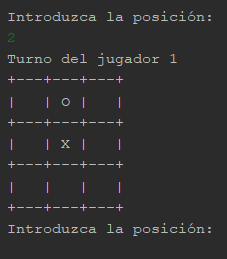 Introduzca la posición:
2
Turno del jugador 1
+---+---+---+
|   | O |   |
+---+---+---+
|   | X |   |
+---+---+---+
|   |   |   |
+---+---+---+
Introduzca la posición: